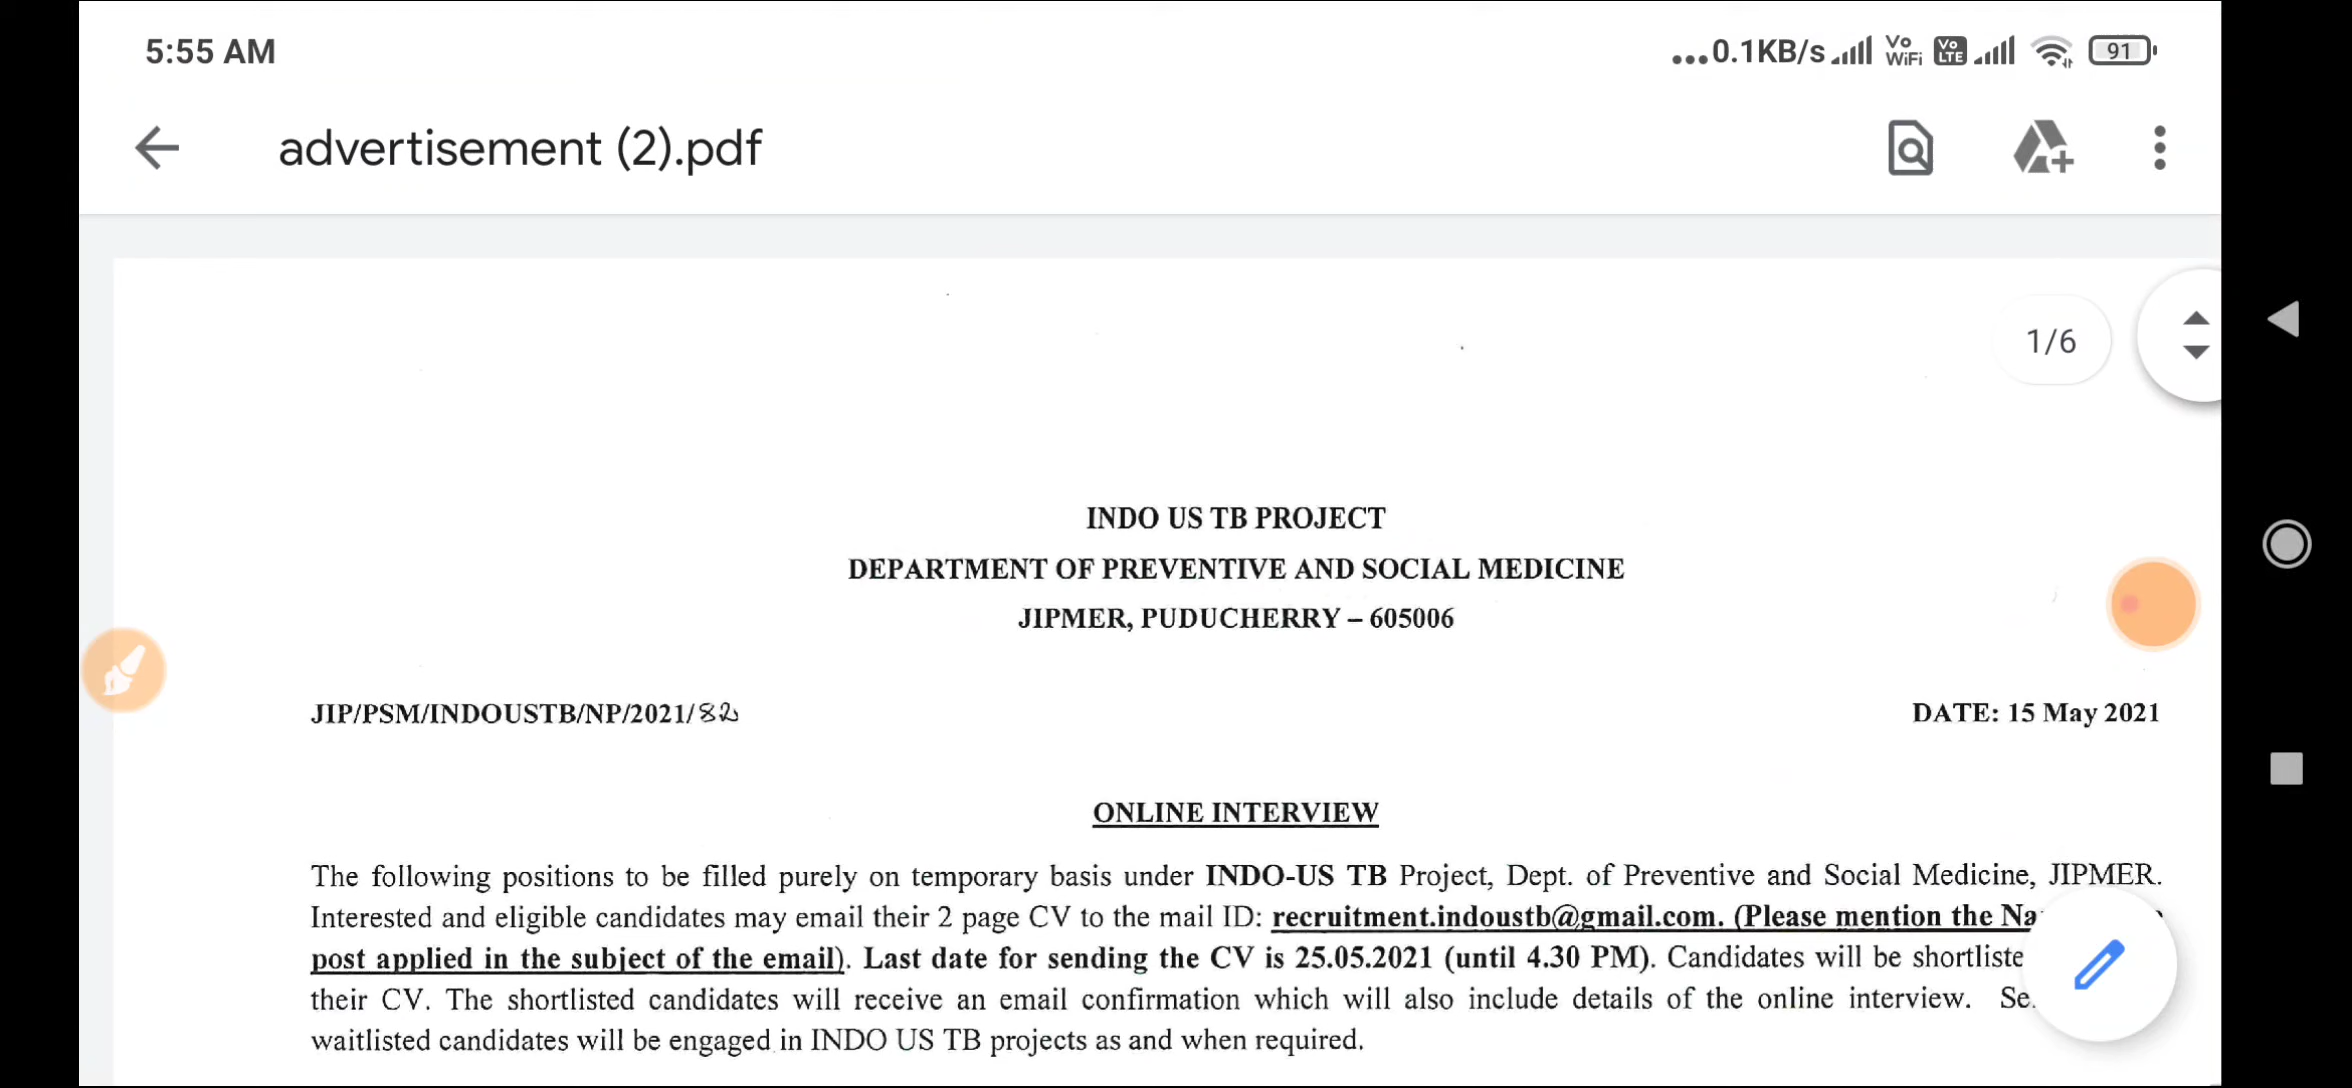 5:55 AM
...0.1KB/s Vo WiFi Vo LTE 91
advertisement (2).pdf
1/6
INDO US TB PROJECT
DEPARTMENT OF PREVENTIVE AND SOCIAL MEDICINE
JIPMER, PUDUCHERRY – 605006
JIP/PSM/INDOUSTB/NP/2021/82
DATE: 15 May 2021
ONLINE INTERVIEW
The following positions to be filled purely on temporary basis under INDO-US TB Project, Dept. of Preventive and Social Medicine, JIPMER.
Interested and eligible candidates may email their 2 page CV to the mail ID: recruitment.indoustb@gmail.com. (Please mention the
post applied in the subject of the email). Last date for sending the CV is 25.05.2021 (until 4.30 PM). Candidates will be
their CV. The shortlisted candidates will receive an email confirmation which will also include details of the online interview.
waitlisted candidates will be engaged in INDO US TB projects as and when required.